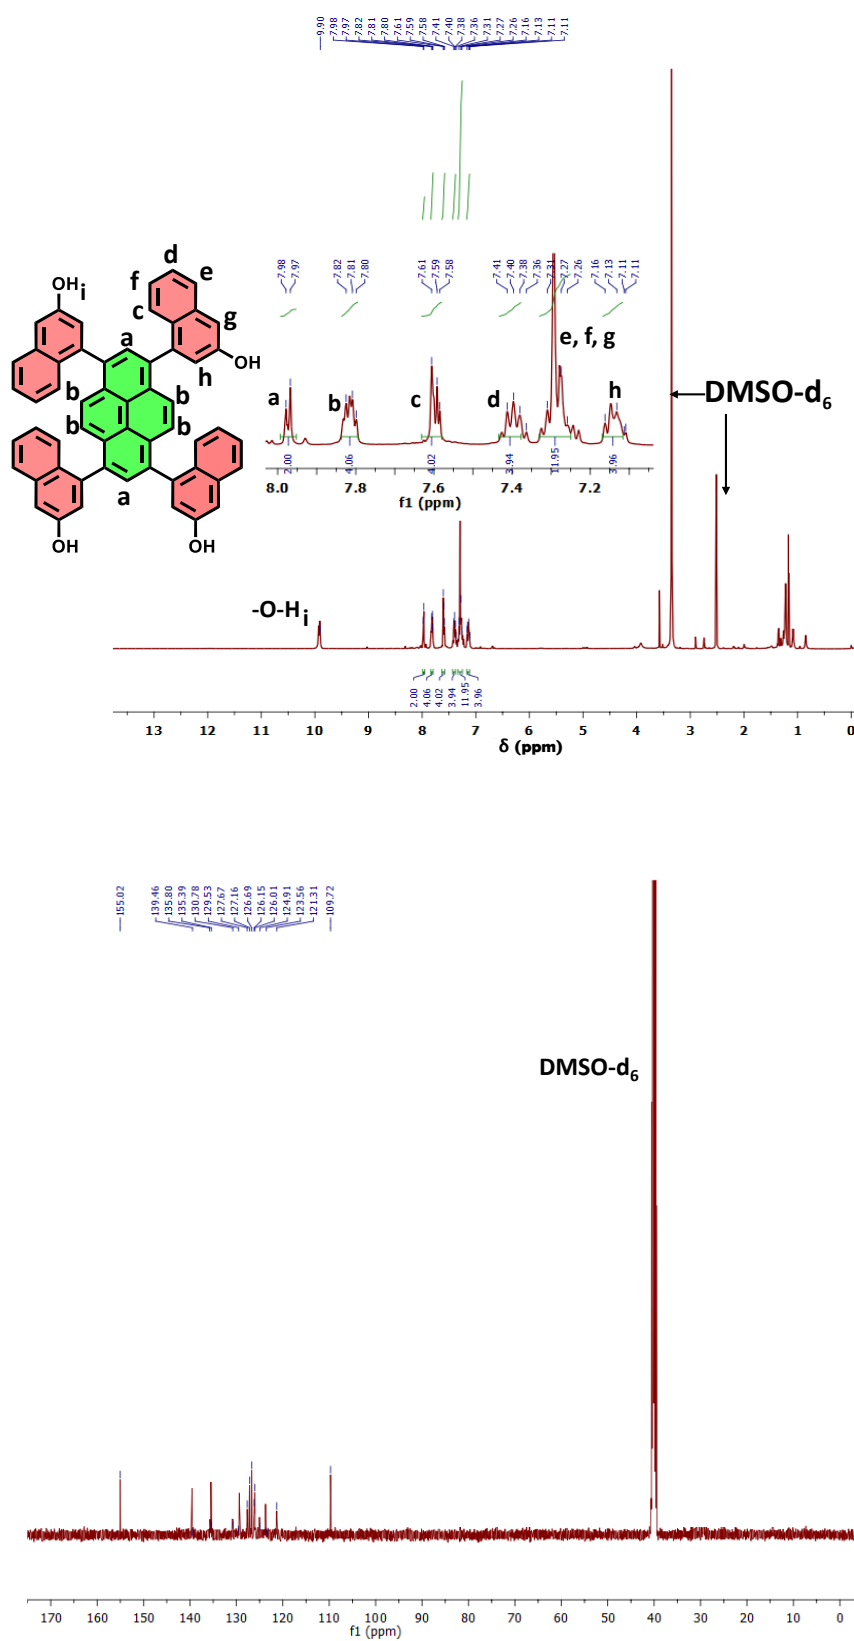 9.90 7.98 7.97 7.82 7.81 7.80 7.61 7.59 7.58 7.41 7.40 7.38 7.36 7.31 7.27 7.26 7.16 7.13 7.11 7.11
7.98 7.97 7.82 7.81 7.80 7.61 7.59 7.58 7.41 7.40 7.38 7.36 7.31 7.27 7.26 7.16 7.13 7.11 7.11
d
f e
OH i
c g
a OH
h
b b
b b
a
OH OH
a b c d e, f, g h
DMSO-d6
2.00 4.06 4.02 3.94 11.95 3.96
8.0 7.8 7.6 7.4 7.2
f1 (ppm)
-O-Hi
2.00 4.06 4.02 3.94 11.95 3.96
13 12 11 10 9 8 7 6 5 4 3 2 1 0
δ (ppm)
155.02 139.46 135.80 135.39 130.78 129.53 127.67 127.16 126.69 126.15 126.01 124.91 123.56 121.31 109.72
DMSO-d6
170 160 150 140 130 120 110 100 90 80 70 60 50 40 30 20 10 0
f1 (ppm)